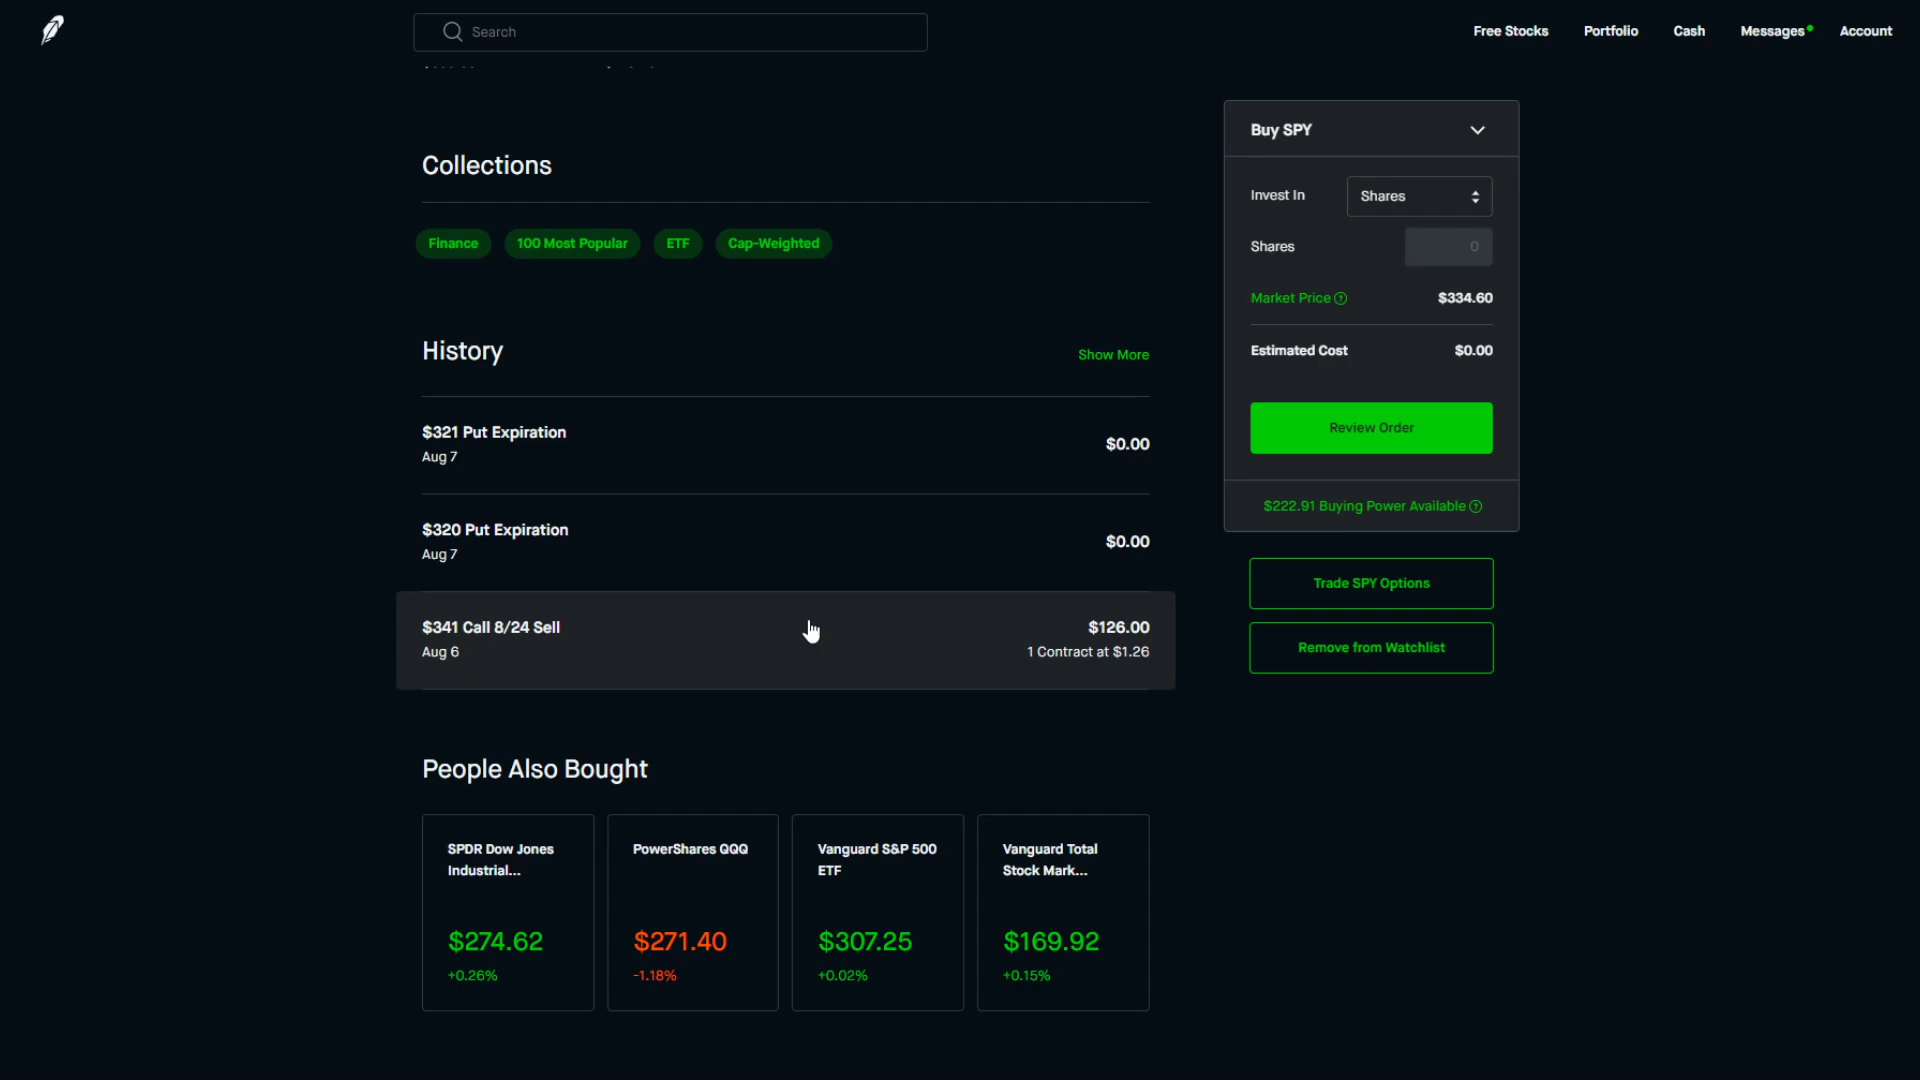 Search
Free Stocks
Portfolio
Cash
Messages
Account
Collections
Finance
100 Most Popular
ETF
Cap-Weighted
History
Show More
$321 Put Expiration
Aug 7
$0.00
$320 Put Expiration
Aug 7
$0.00
$341 Call 8/24 Sell
Aug 6
$126.00
1 Contract at $1.26
People Also Bought
SPDR Dow Jones
Industrial...
$274.62
+0.26%
PowerShares QQQ
$271.40
-1.18%
Vanguard S&P 500
ETF
$307.25
+0.02%
Vanguard Total
Stock Mark...
$169.92
+0.15%
Buy SPY
Invest In
Shares
Shares
0
Market Price ?
$334.60
Estimated Cost
$0.00
Review Order
$222.91 Buying Power Available ?
Trade SPY Options
Remove from Watchlist